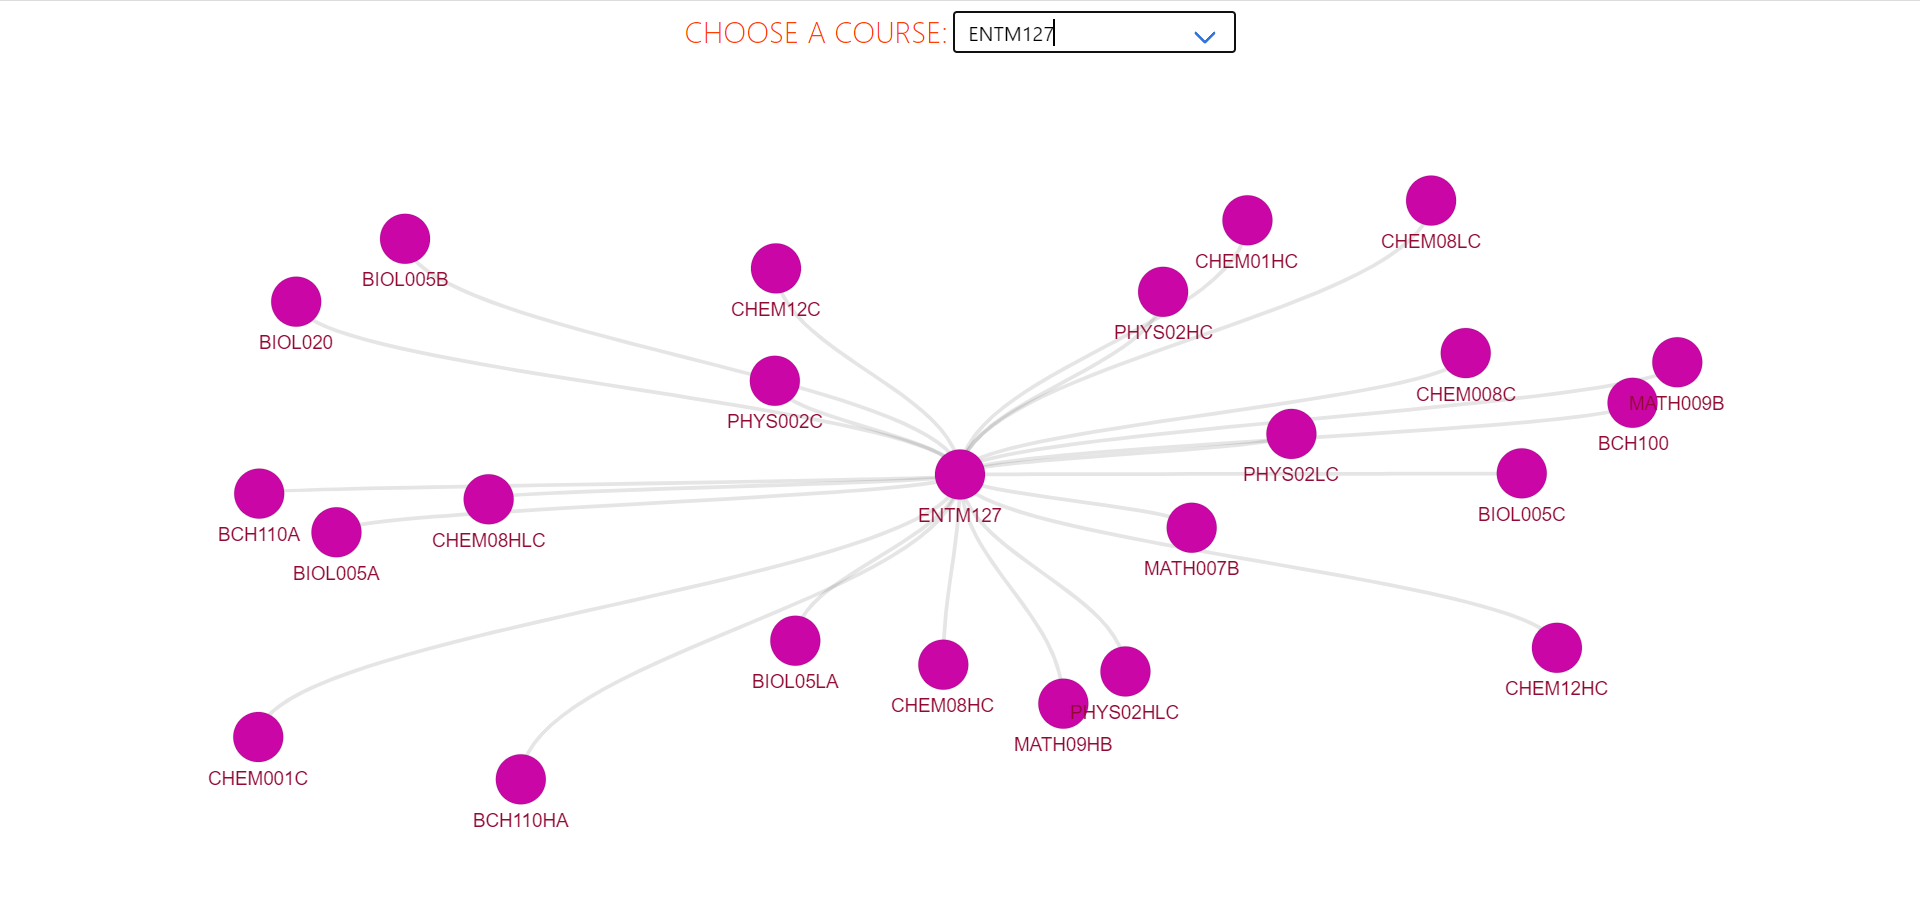 CHOOSE A COURSE: ENTM127
CHEM08LC
CHEM01HC
BIOL005B
CHEM12C
PHYS02HC
BIOL020
CHEM008C
MATH009B
PHYS002C
BCH100
PHYS02LC
BIOL005C
ENTM127
BCH110A
CHEM08HLC
MATH007B
BIOL005A
BIOL05LA
CHEM12HC
CHEM08HC
PHYS02HLC
MATH09HB
CHEM001C
BCH110HA